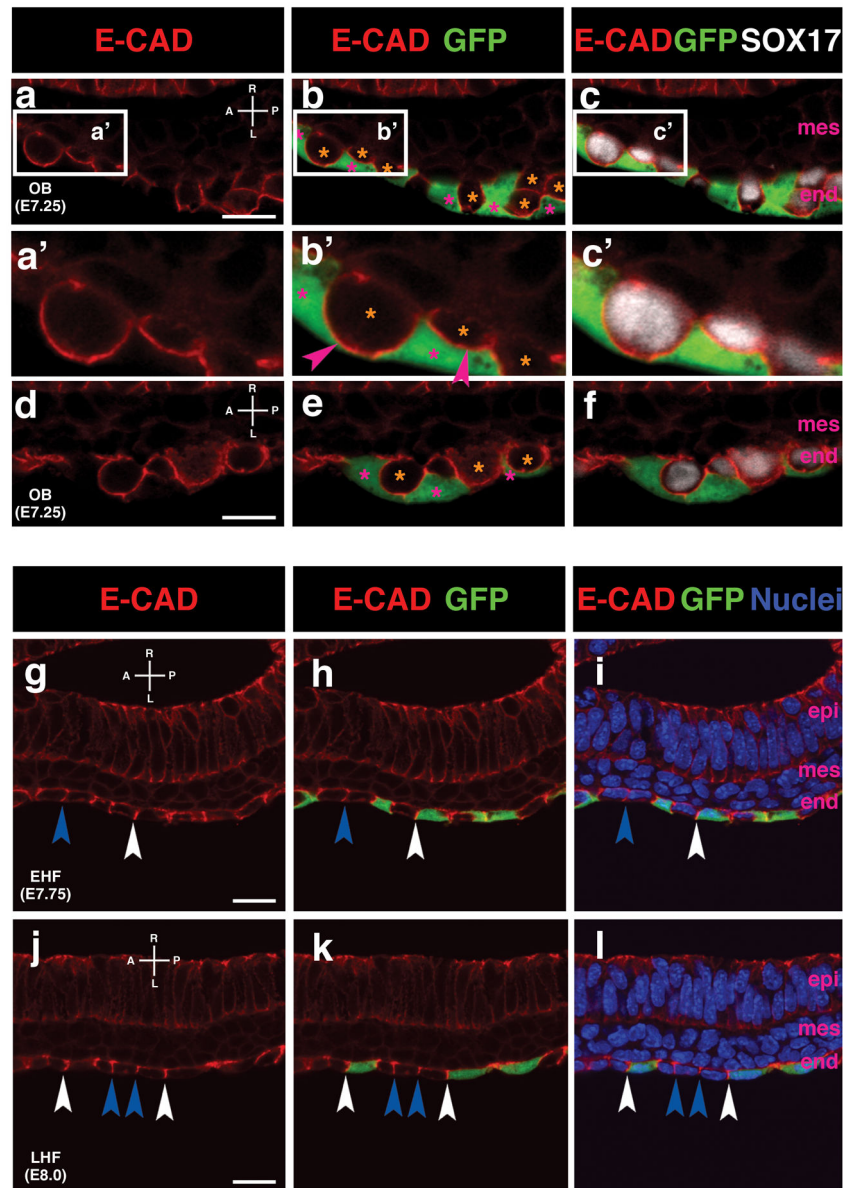 E-CAD
E-CAD GFP
E-CAD GFP SOX17
a
R
A P
L
a’
OB
(E7.25)
b
b’
c
c’
mes
end
a’
b’
c’
d
R
A P
L
OB
(E7.25)
e
f
mes
end
E-CAD
E-CAD GFP
E-CAD GFP Nuclei
g
R
A P
L
EHF
(E7.75)
h
i
epi
mes
end
j
R
A P
L
LHF
(E8.0)
k
l
epi
mes
end